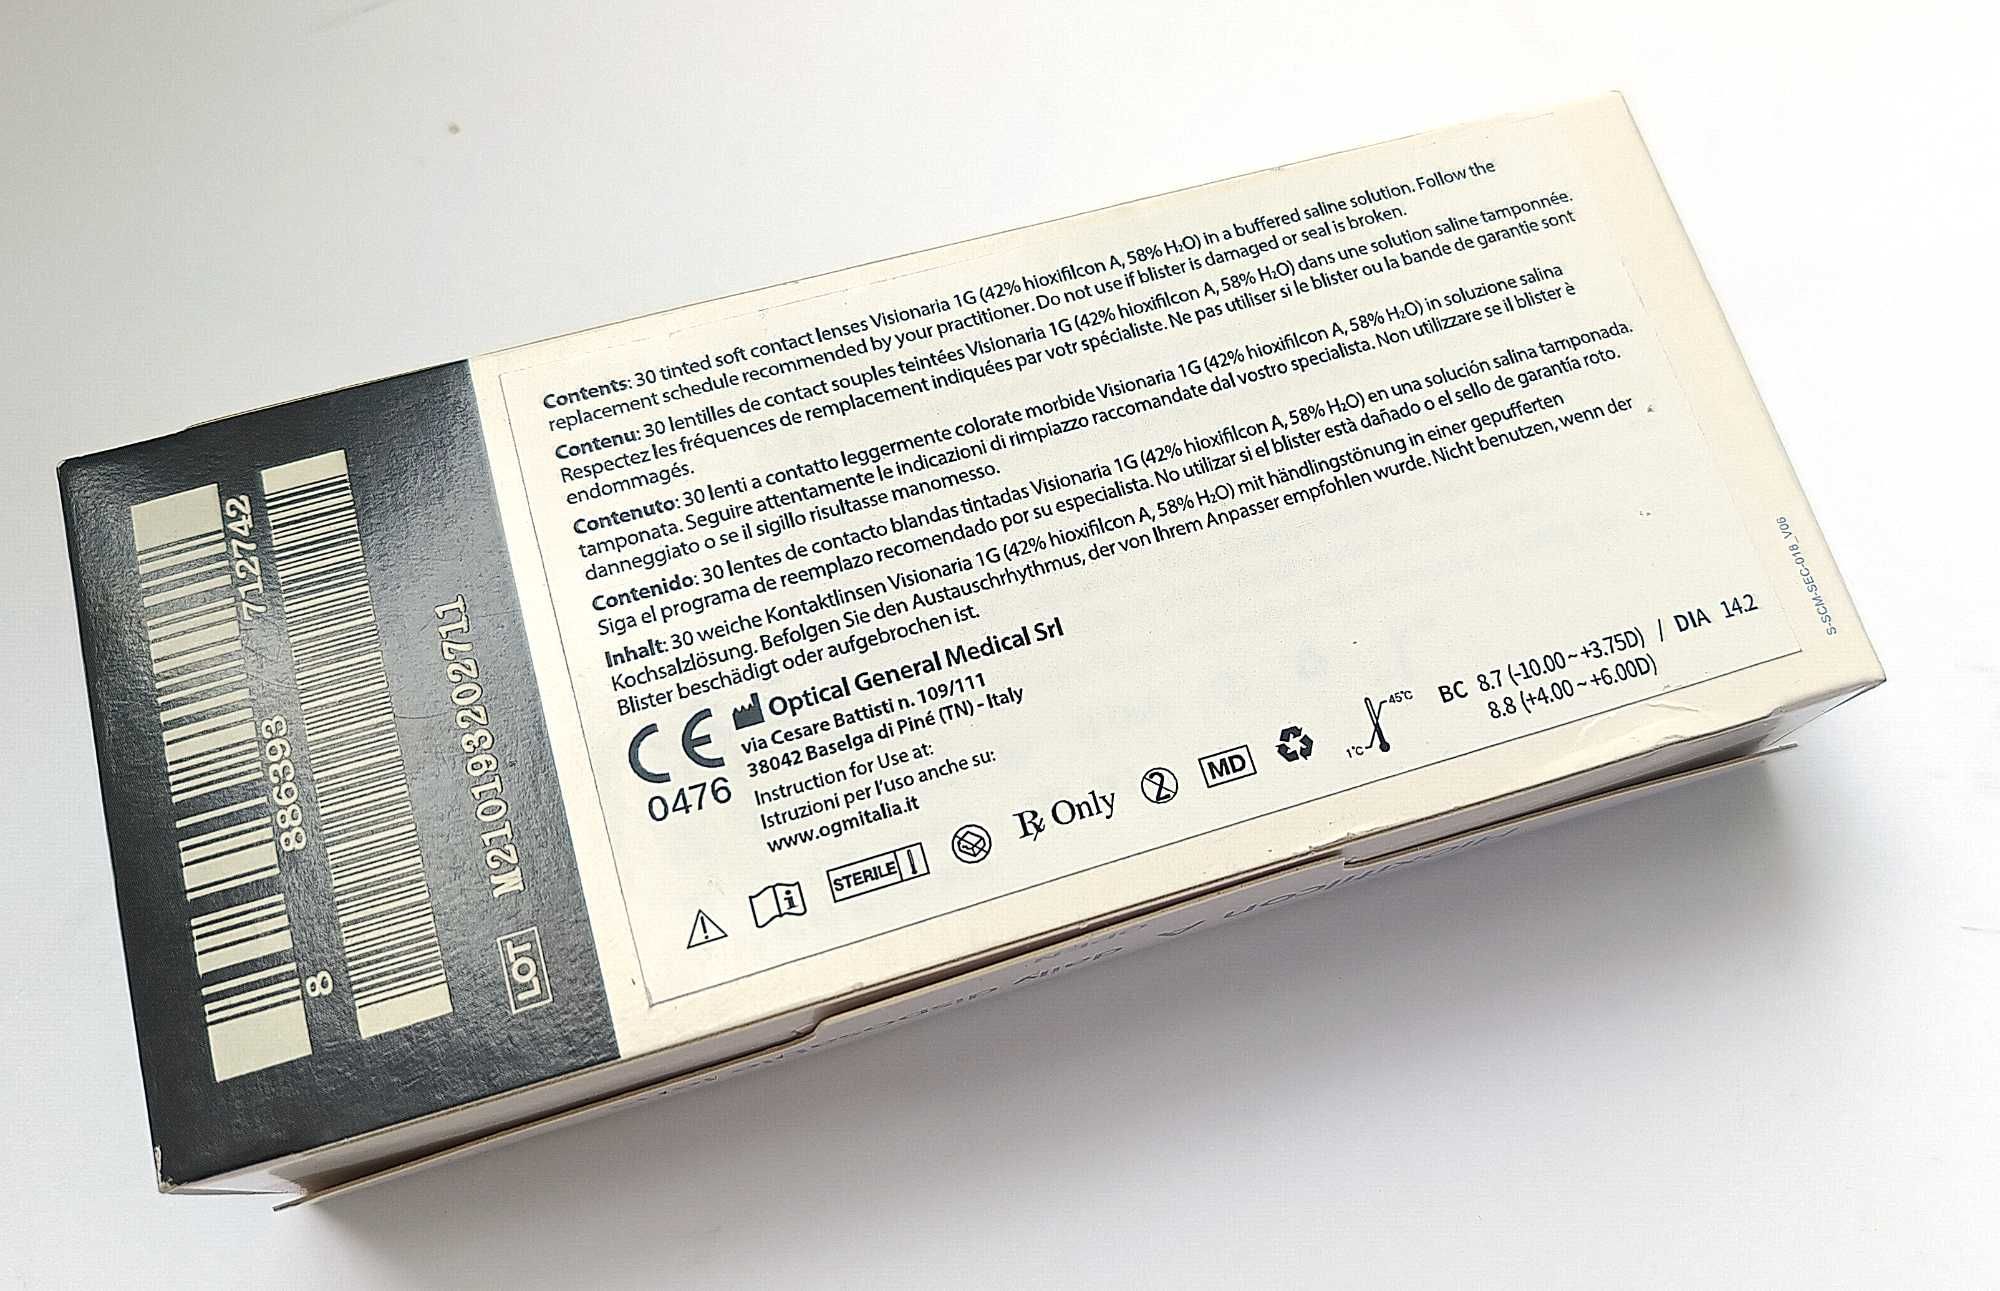 Contents: 30 tinted soft contact lenses Visionaria 1G (42% hioxifilcon A, 58% H₂O) in a buffered saline solution. Follow the
replacement schedule recommended by your practitioner. Do not use if blister is damaged or seal is broken.
Contenu: 30 lentilles de contact souples teintées Visionaria 1G (42% hioxifilcon A, 58% H₂O) dans une solution saline tamponnée.
Respectez les fréquences de remplacement indiquées par votr spécialiste. Ne pas utiliser si le blister ou la bande de garantie sont
endommagés.
Contenuto: 30 lenti a contatto leggermente colorate morbide Visionaria 1G (42% hioxifilcon A, 58% H₂O) in soluzione salina
tamponata. Seguire attentamente le indicazioni di rimpiazzo raccomandate dal vostro specialista. Non utilizzare se il blister è
danneggiato o se il sigillo risultasse manomesso.
Contenido: 30 lentes de contacto blandas tintadas Visionaria 1G (42% hioxifilcon A, 58% H₂O) en una solución salina tamponada.
Siga el programa de reemplazo recomendado por su especialista. No utilizar si el blister està dañado o el sello de garantía roto.
Inhalt: 30 weiche Kontaktlinsen Visionaria 1G (42% hioxifilcon A, 58% H₂O) mit händlingstönung in einer gepufferten
Kochsalzlösung. Befolgen Sie den Austauschrhythmus, der von Ihrem Anpasser empfohlen wurde. Nicht benutzen, wenn der
Blister beschädigt oder aufgebrochen ist.
CE
0476
Optical General Medical Srl
via Cesare Battisti n. 109/111
38042 Baselga di Piné (TN) - Italy
Instruction for Use at:
Istruzioni per l'uso anche su:
www.ogmitalia.it
STERILE
℞ Only
2
MD
1°C
45°C
BC 8.7 (-10.00~+3.75D) / DIA 14.2
8.8 (+4.00~+6.00D)
S-SCM-SEC-018_V06
8 886393 712742
LOT M210193202711
hioxifilcon A daily